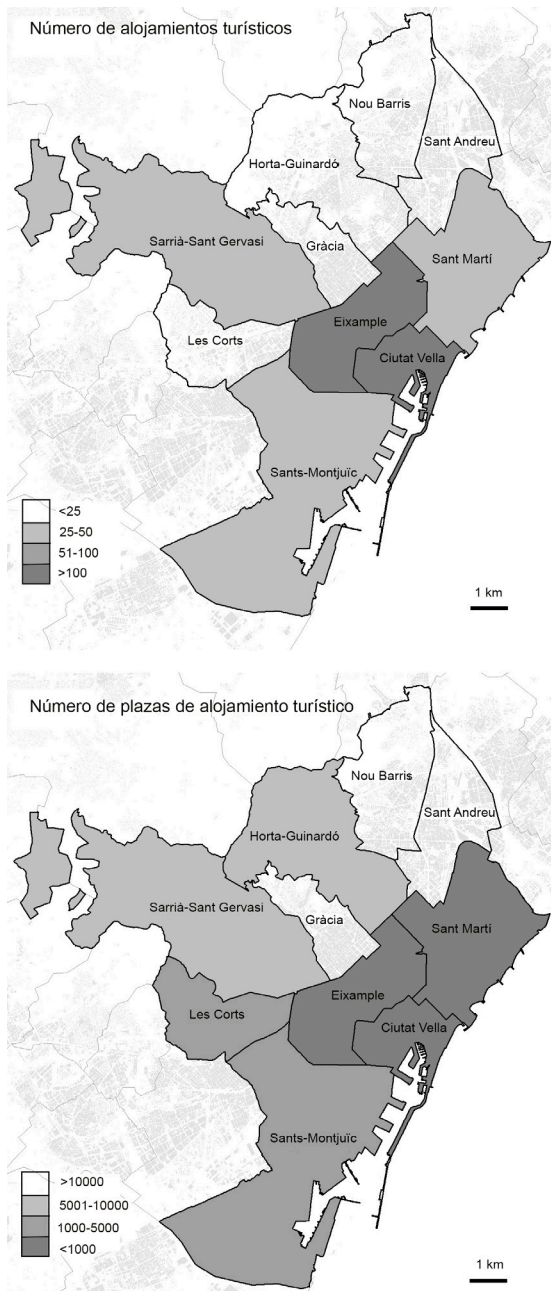 Número de alojamientos turísticos
Nou Barris
Sant Andreu
Horta-Guinardó
Sarrià-Sant Gervasi
Gràcia
Sant Martí
Eixample
Les Corts
Ciutat Vella
Sants-Montjuïc
<25
25-50
51-100
>100
1 km
Número de plazas de alojamiento turístico
Nou Barris
Sant Andreu
Horta-Guinardó
Sarrià-Sant Gervasi
Gràcia
Sant Martí
Eixample
Les Corts
Ciutat Vella
Sants-Montjuïc
>10000
5001-10000
1000-5000
<1000
1 km